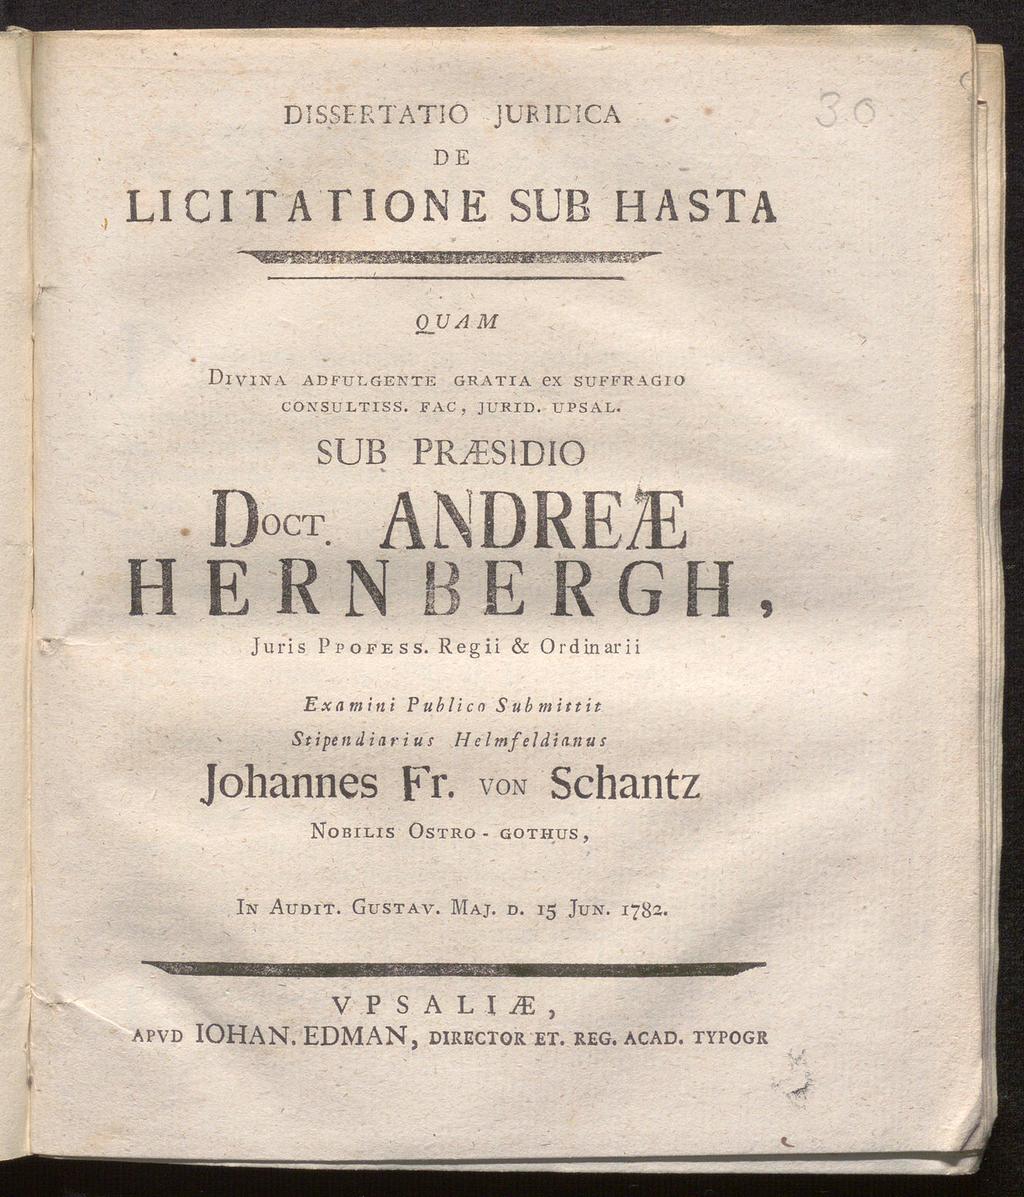 30
DISSERTATIO JURIDICA
DE
LICITATIONE SUB HASTA
QUAM
DIVINA ADFULGENTE GRATIA eX SUFFRAGIO
CONSULTISS. FAC, JURID. UPSAL.
SUB PRÆSIDIO
DOCT. ANDREÆ
HERNBERGH,
Juris PPOFESS. Regii & Ordinarii
Examini Publico Submittit
Stipendiarius Helmfeldianus
Johannes Fr. VON Schantz
NOBILIS OSTRO - GOTHUS,
IN AUDIT. GUSTAV. MAJ. D. 15 JUN. 1782.
VPSALIÆ,
APVD IOHAN. EDMAN, DIRECTOR ET. REG. ACAD. TYPOGR